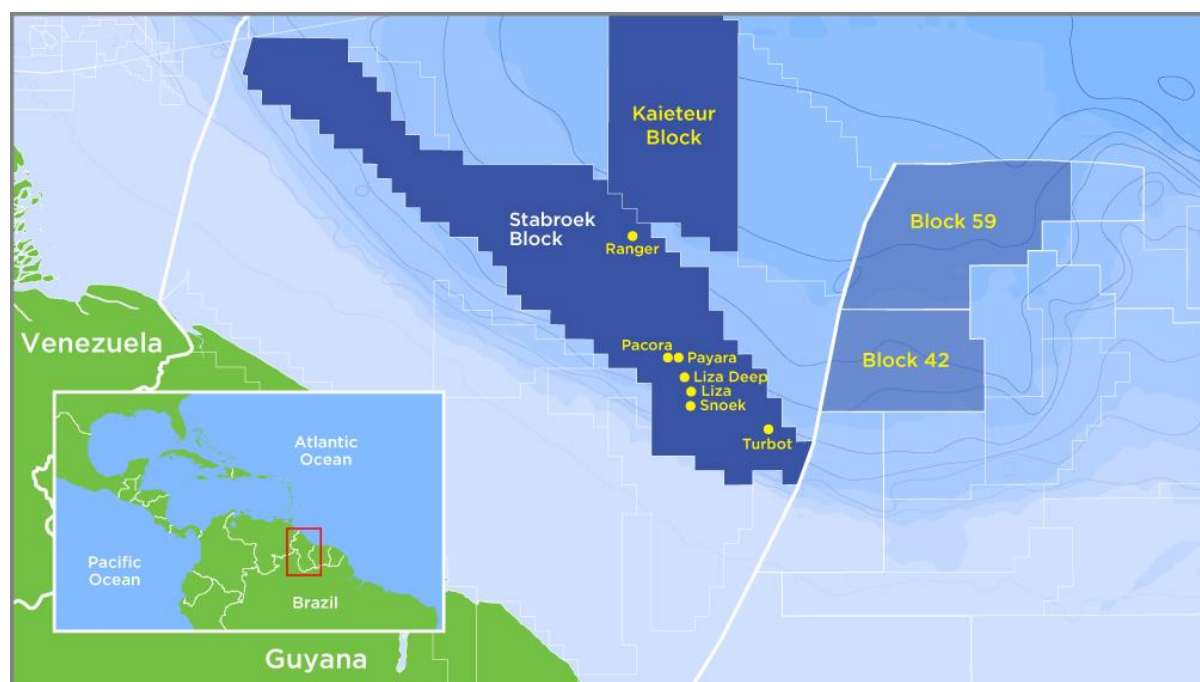 Kaieteur
Block
Stabroek
Block
Ranger
Block 59
Block 42
Pacora
Payara
Liza Deep
Liza
Snoek
Turbot
Venezuela
Atlantic
Ocean
Pacific
Ocean
Brazil
Guyana